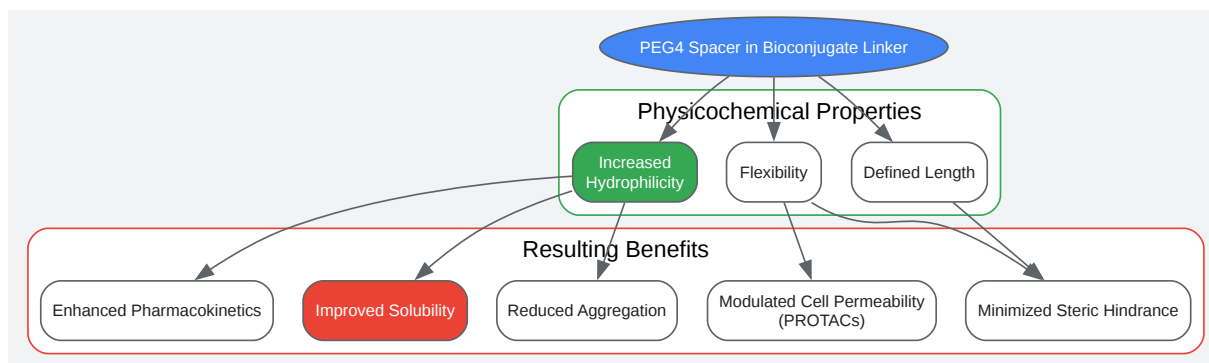 PEG4 Spacer in Bioconjugate Linker
Physicochemical Properties
Increased
Hydrophilicity
Flexibility
Defined Length
Resulting Benefits
Enhanced Pharmacokinetics
Improved Solubility
Reduced Aggregation
Modulated Cell Permeability
(PROTACs)
Minimized Steric Hindrance